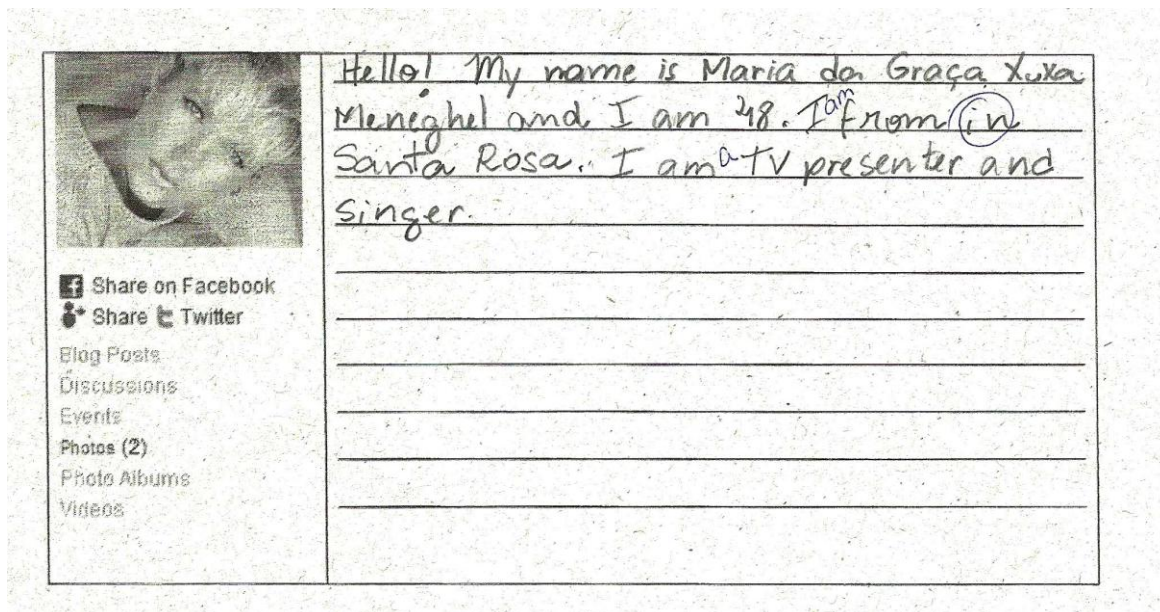 Hello! My name is Maria da Graça Xuxa
Meneghel and I am 48. I am from in
Santa Rosa. I am a TV presenter and
singer.
Share on Facebook
Share Twitter
Blog Posts
Discussions
Events
Photos (2)
Photo Albums
Videos